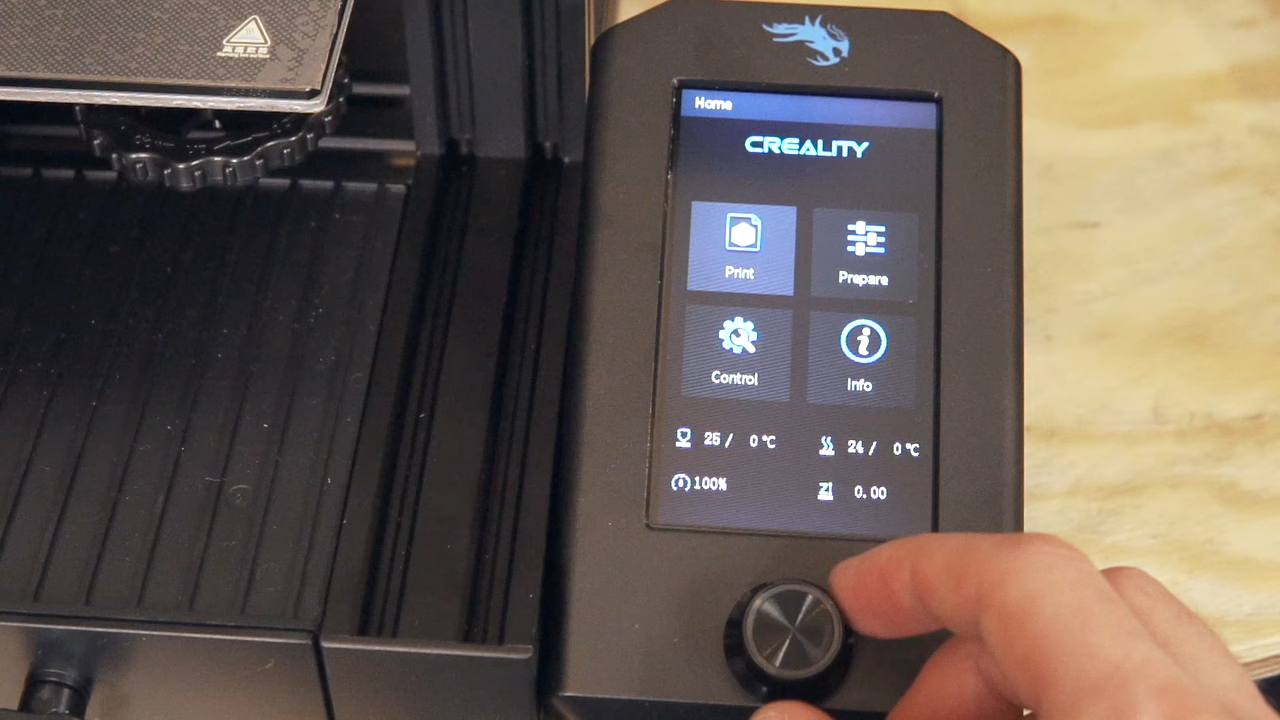 Home
CREALITY
Print
Prepare
Control
Info
25 / 0℃
24 / 0℃
100%
Z
0.00